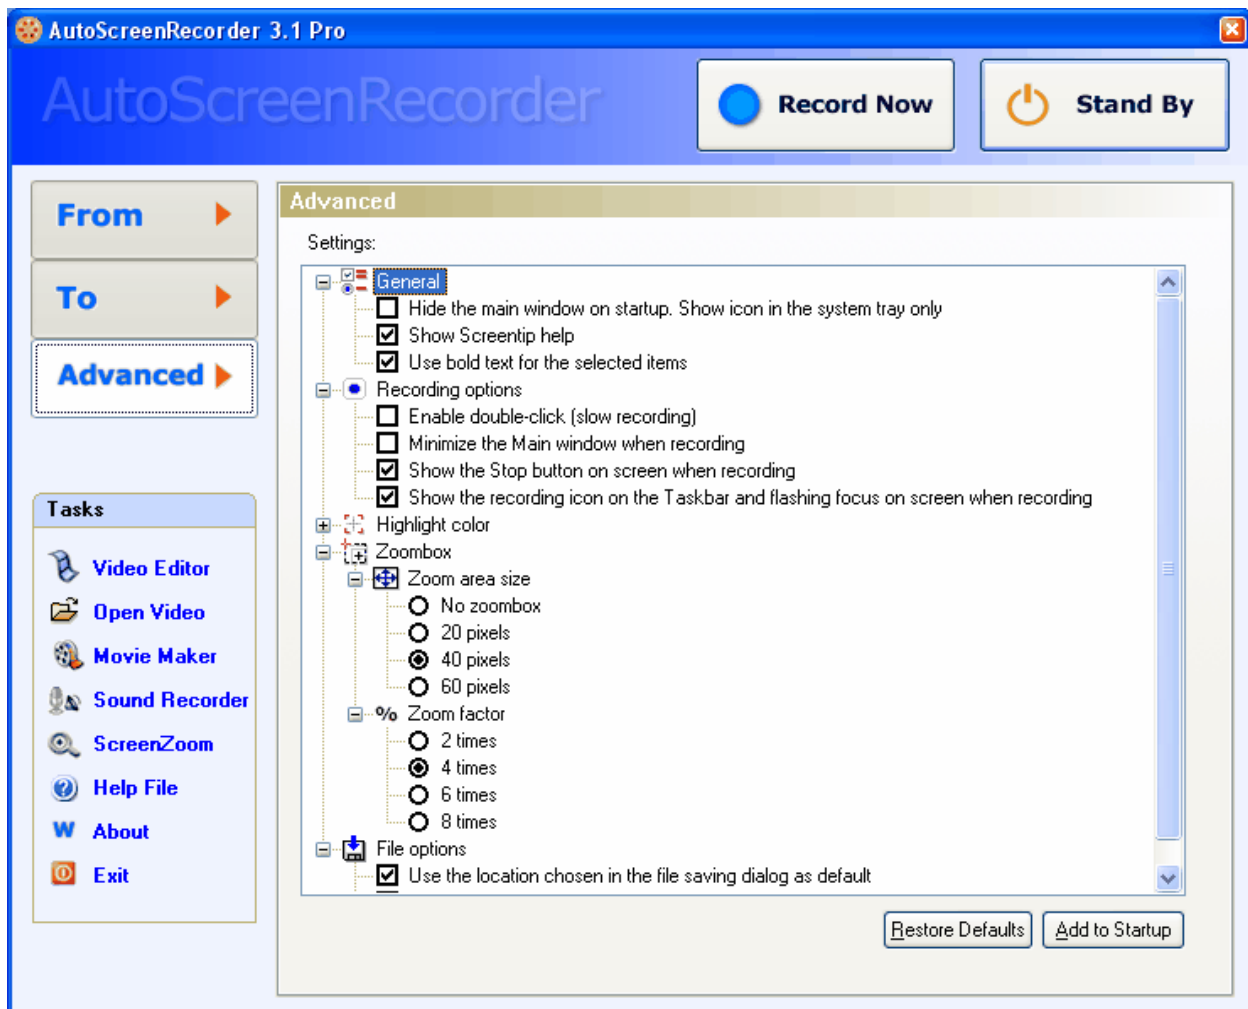 AutoScreenRecorder 3.1 Pro
AutoScreenRecorder
Record Now
Stand By
From
To
Advanced
Tasks
Video Editor
Open Video
Movie Maker
Sound Recorder
ScreenZoom
Help File
About
Exit
Advanced
Settings:
General
Hide the main window on startup. Show icon in the system tray only
Show Screentip help
Use bold text for the selected items
Recording options
Enable double-click (slow recording)
Minimize the Main window when recording
Show the Stop button on screen when recording
Show the recording icon on the Taskbar and flashing focus on screen when recording
Highlight color
Zoombox
Zoom area size
No zoombox
20 pixels
40 pixels
60 pixels
% Zoom factor
2 times
4 times
6 times
8 times
File options
Use the location chosen in the file saving dialog as default
Restore Defaults
Add to Startup